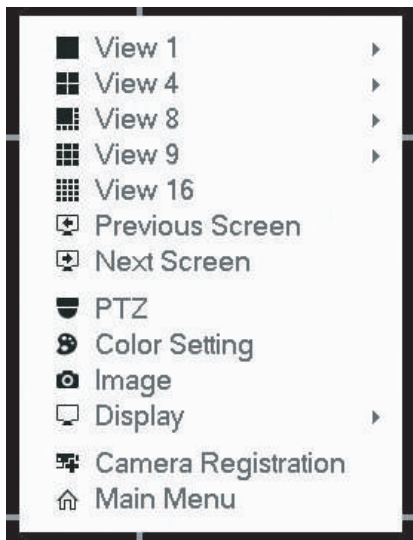 View 1
View 4
View 8
View 9
View 16
Previous Screen
Next Screen
PTZ
Color Setting
Image
Display
Camera Registration
Main Menu